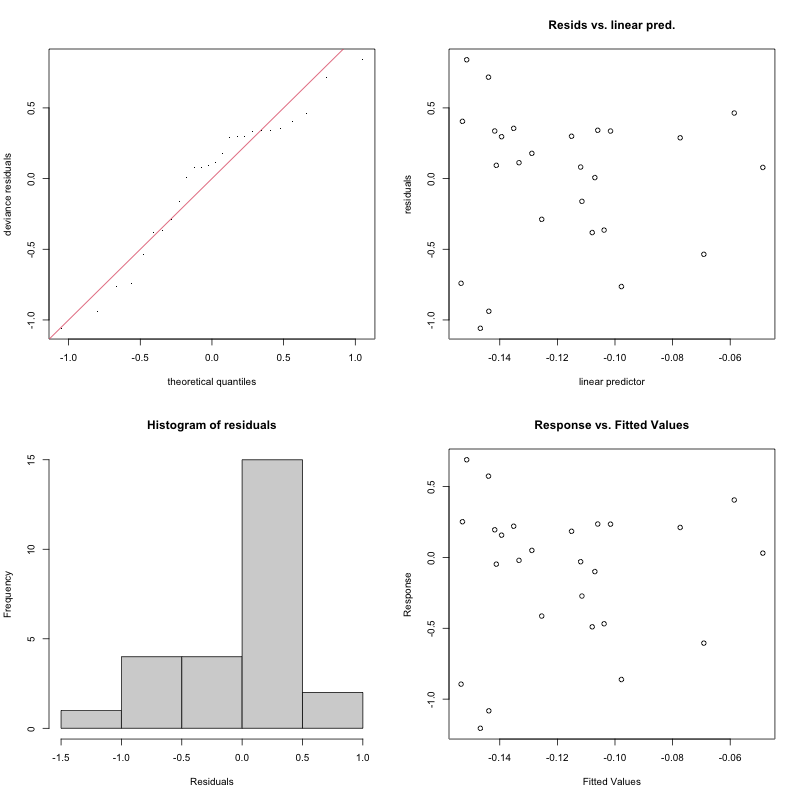 deviance residuals
0.5
0.0
-0.5
-1.0
-1.0 -0.5 0.0 0.5 1.0
theoretical quantiles
Resids vs. linear pred.
residuals
0.5
0.0
-0.5
-1.0
-0.14 -0.12 -0.10 -0.08 -0.06
linear predictor
Histogram of residuals
Frequency
15
10
5
0
-1.5 -1.0 -0.5 0.0 0.5 1.0
Residuals
Response vs. Fitted Values
Response
0.5
0.0
-0.5
-1.0
-0.14 -0.12 -0.10 -0.08 -0.06
Fitted Values